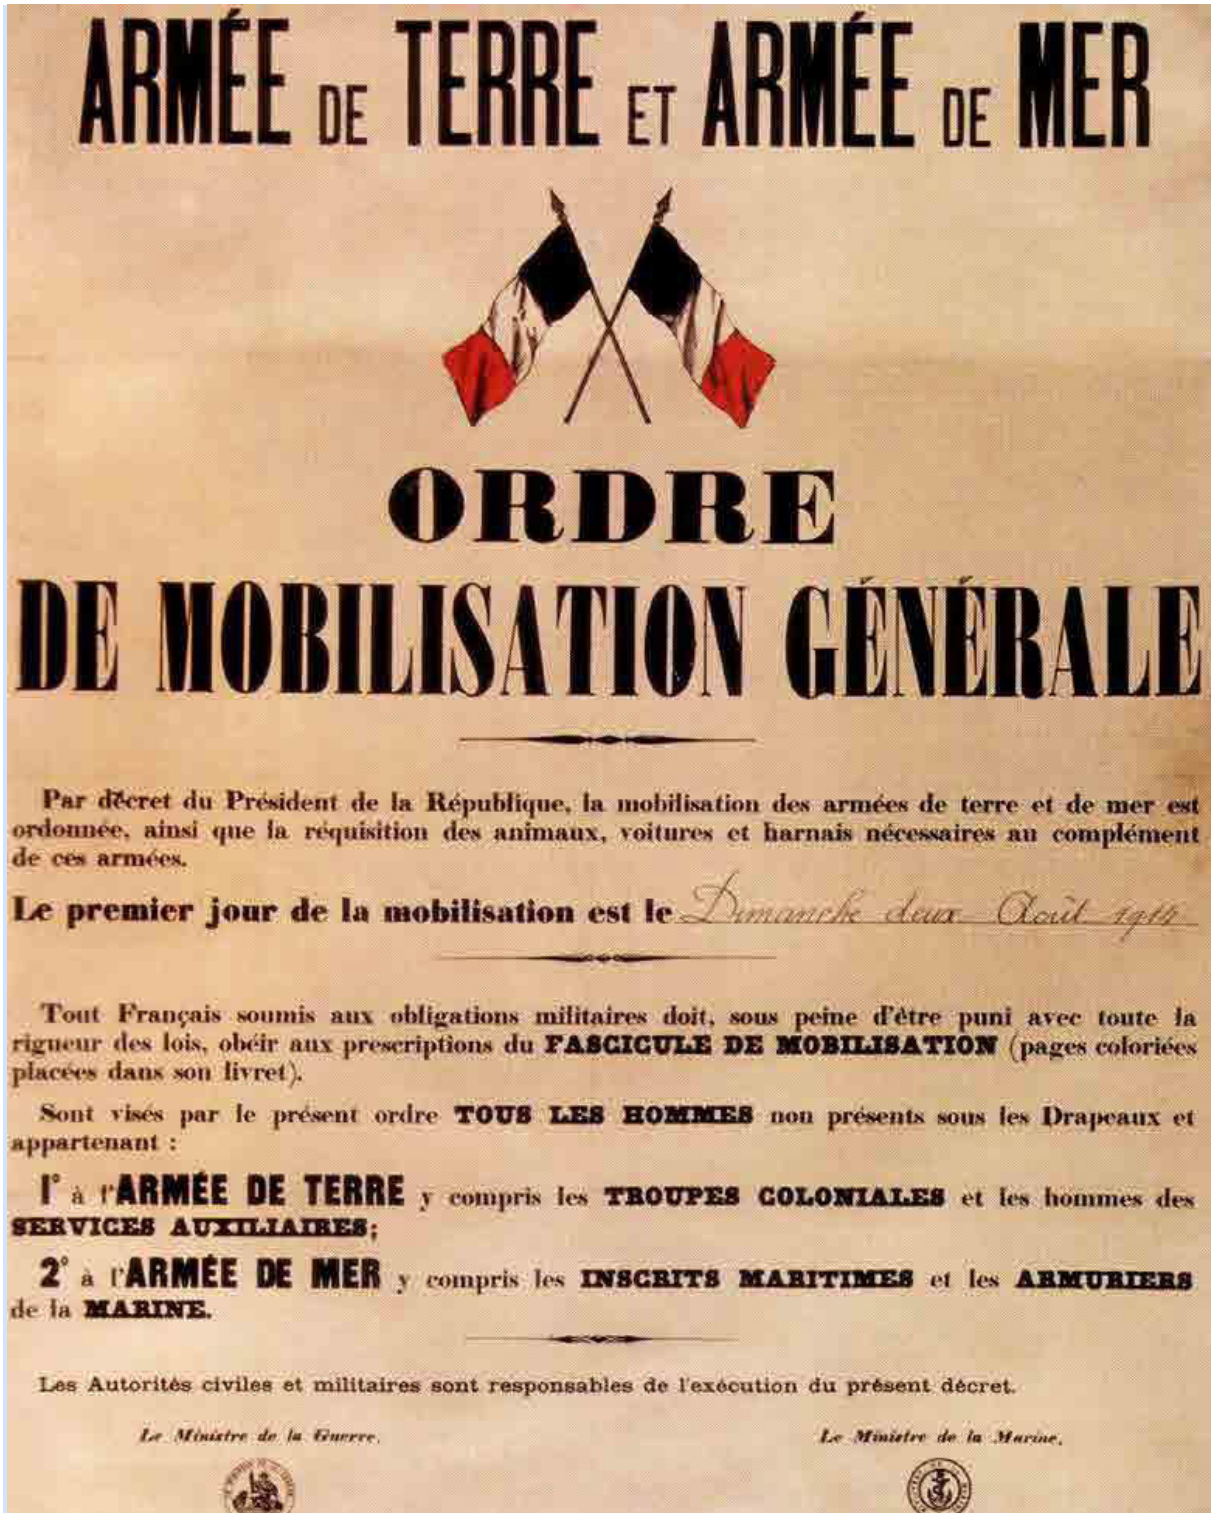 ARMÉE DE TERRE ET ARMÉE DE MER
ORDRE
DE MOBILISATION GÉNÉRALE
Par décret du Président de la République, la mobilisation des armées de terre et de mer est
ordonnée, ainsi que la réquisition des animaux, voitures et harnais nécessaires au complément
de ces armées.
Le premier jour de la mobilisation est le Dimanche deux Août 1914
Tout Français soumis aux obligations militaires doit, sous peine d'être puni avec toute la
rigueur des lois, obéir aux prescriptions du FASCICULE DE MOBILISATION (pages coloriées
placées dans son livret).
Sont visés par le présent ordre TOUS LES HOMMES non présents sous les Drapeaux et
appartenant :
1° à l'ARMÉE DE TERRE y compris les TROUPES COLONIALES et les hommes des
SERVICES AUXILIAIRES;
2° à l'ARMÉE DE MER y compris les INSCRITS MARITIMES et les ARMURIERS
de la MARINE.
Les Autorités civiles et militaires sont responsables de l'exécution du présent décret.
Le Ministre de la Guerre,
Le Ministre de la Marine,